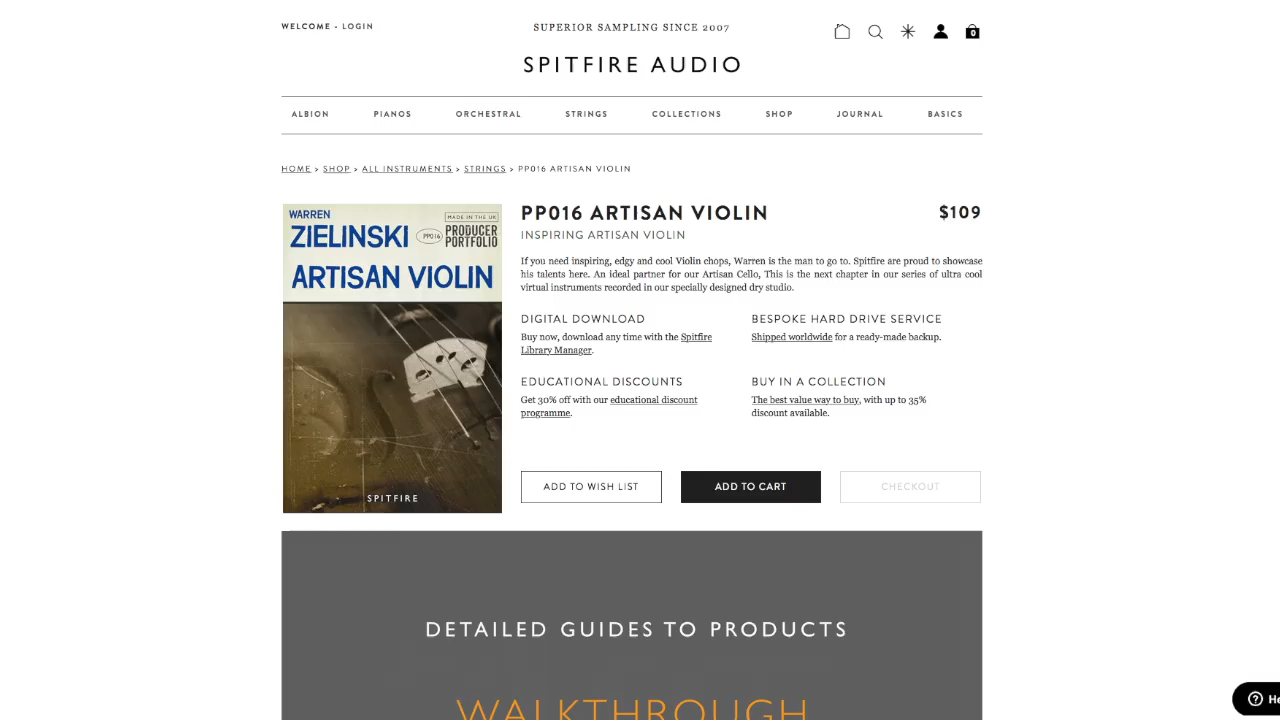 WELCOME - LOGIN
SUPERIOR SAMPLING SINCE 2007
0
SPITFIRE AUDIO
ALBION PIANOS ORCHESTRAL STRINGS COLLECTIONS SHOP JOURNAL BASICS
HOME > SHOP > ALL INSTRUMENTS > STRINGS > PP016 ARTISAN VIOLIN
WARREN
ZIELINSKI
PP016
MADE IN THE UK
PRODUCER
PORTFOLIO
ARTISAN VIOLIN
SPITFIRE
PP016 ARTISAN VIOLIN
$109
INSPIRING ARTISAN VIOLIN
If you need inspiring, edgy and cool Violin chops, Warren is the man to go to. Spitfire are proud to showcase
his talents here. An ideal partner for our Artisan Cello, This is the next chapter in our series of ultra cool
virtual instruments recorded in our specially designed dry studio.
DIGITAL DOWNLOAD
Buy now, download any time with the Spitfire
Library Manager.
BESPOKE HARD DRIVE SERVICE
Shipped worldwide for a ready-made backup.
EDUCATIONAL DISCOUNTS
Get 30% off with our educational discount
programme.
BUY IN A COLLECTION
The best value way to buy, with up to 35%
discount available.
ADD TO WISH LIST
ADD TO CART
CHECKOUT
DETAILED GUIDES TO PRODUCTS
WALKTHROUGH
? He